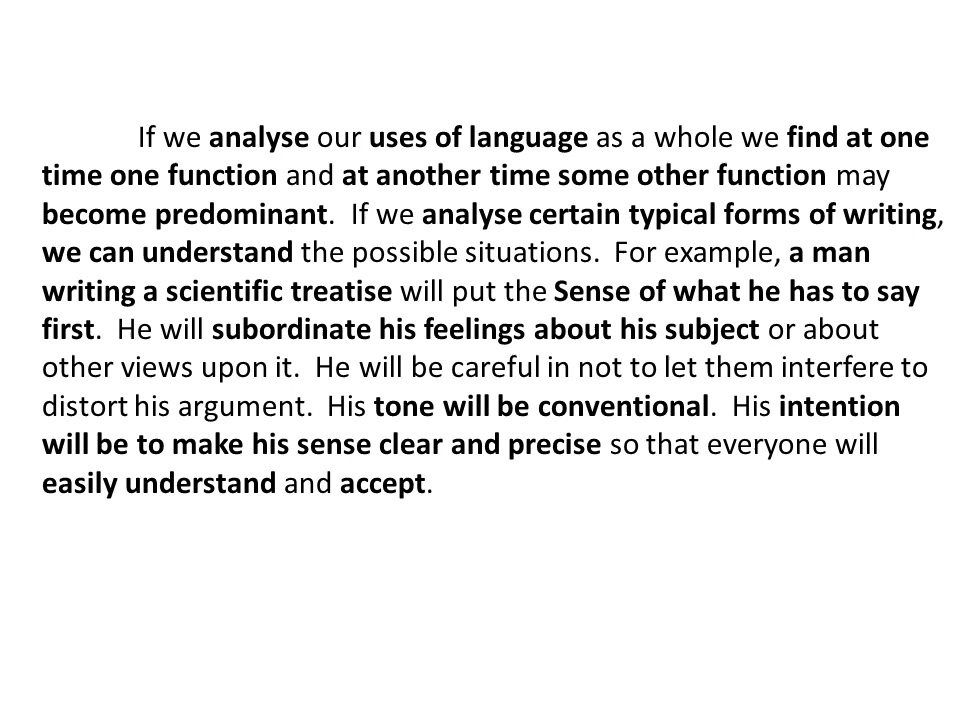 If we analyse our uses of language as a whole we find at one
time one function and at another time some other function may
become predominant.  If we analyse certain typical forms of writing,
we can understand the possible situations.  For example, a man
writing a scientific treatise will put the Sense of what he has to say
first.  He will subordinate his feelings about his subject or about
other views upon it.  He will be careful in not to let them interfere to
distort his argument.  His tone will be conventional.  His intention
will be to make his sense clear and precise so that everyone will
easily understand and accept.